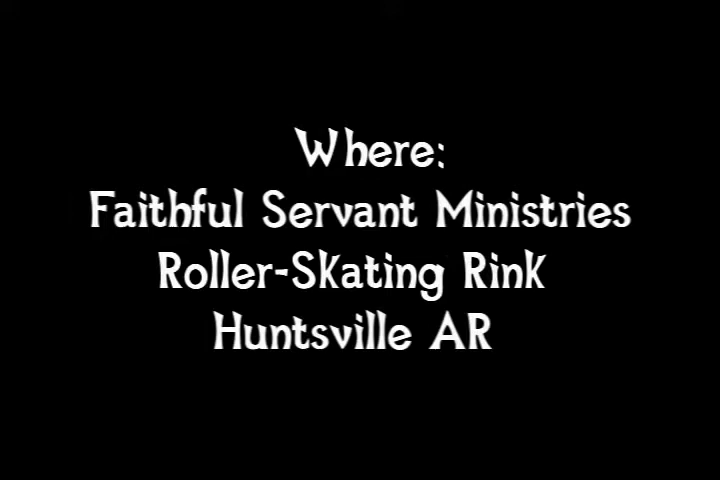 Where:
Faithful Servant Ministries
Roller-Skating Rink
Huntsville AR